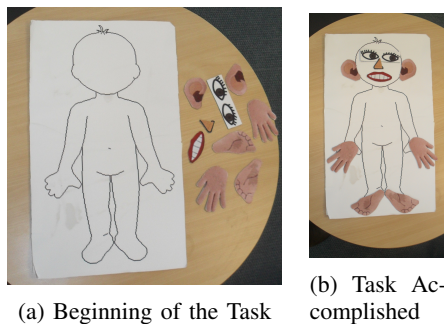 (a) Beginning of the Task
(b) Task Ac-
complished